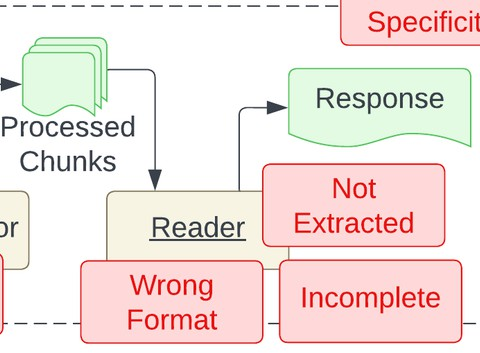 Specificit
Response
Processed
Chunks
Not
Extracted
or
Reader
Wrong
Format
Incomplete